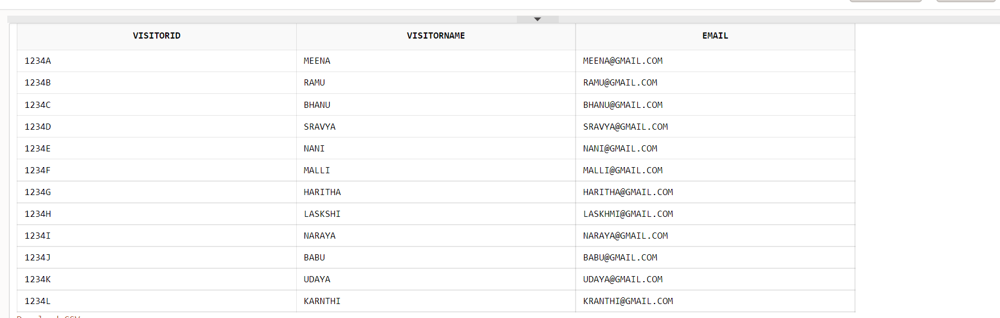 VISITORID VISITORNAME EMAIL
1234A MEENA MEENA@GMAIL.COM
1234B RAMU RAMU@GMAIL.COM
1234C BHANU BHANU@GMAIL.COM
1234D SRAVYA SRAVYA@GMAIL.COM
1234E NANI NANI@GMAIL.COM
1234F MALLI MALLI@GMAIL.COM
1234G HARITHA HARITHA@GMAIL.COM
1234H LASKSHI LASKHMI@GMAIL.COM
1234I NARAYA NARAYA@GMAIL.COM
1234J BABU BABU@GMAIL.COM
1234K UDAYA UDAYA@GMAIL.COM
1234L KARNTHI KRANTHI@GMAIL.COM